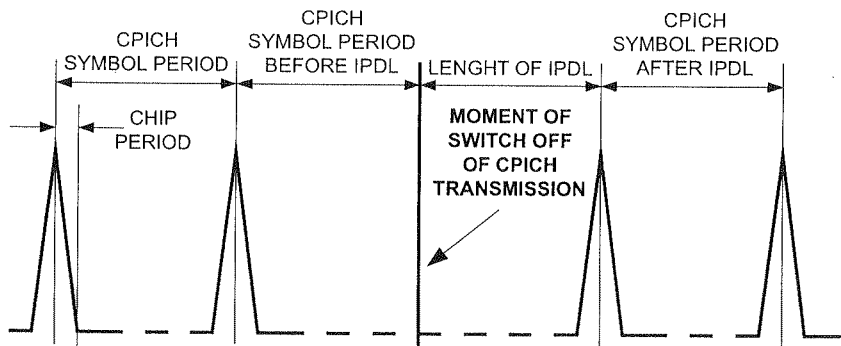 CPICH
SYMBOL PERIOD
CPICH
SYMBOL PERIOD
BEFORE IPDL
LENGHT OF IPDL
CPICH
SYMBOL PERIOD
AFTER IPDL
CHIP
PERIOD
MOMENT OF
SWITCH OFF
OF CPICH
TRANSMISSION